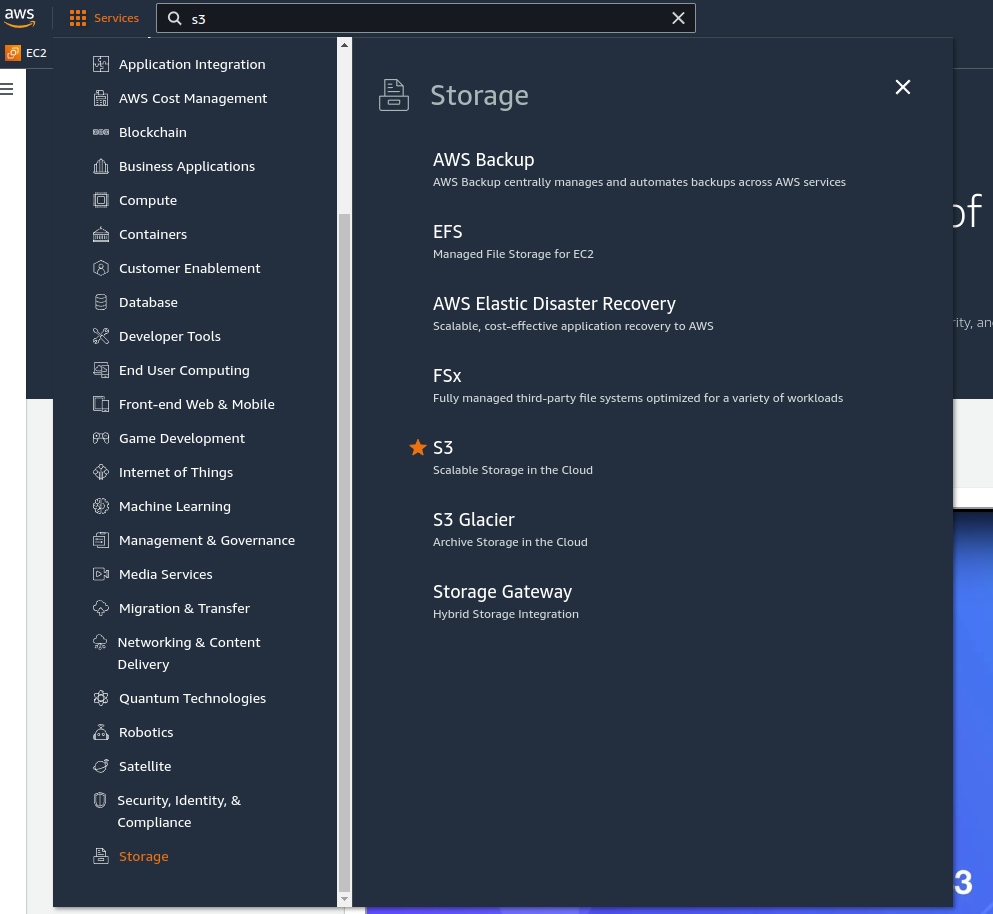 aws
Services
s3
EC2
Application Integration
AWS Cost Management
Blockchain
Business Applications
Compute
Containers
Customer Enablement
Database
Developer Tools
End User Computing
Front-end Web & Mobile
Game Development
Internet of Things
Machine Learning
Management & Governance
Media Services
Migration & Transfer
Networking & Content
Delivery
Quantum Technologies
Robotics
Satellite
Security, Identity, &
Compliance
Storage
Storage
AWS Backup
AWS Backup centrally manages and automates backups across AWS services
EFS
Managed File Storage for EC2
AWS Elastic Disaster Recovery
Scalable, cost-effective application recovery to AWS
FSx
Fully managed third-party file systems optimized for a variety of workloads
S3
Scalable Storage in the Cloud
S3 Glacier
Archive Storage in the Cloud
Storage Gateway
Hybrid Storage Integration
of
3